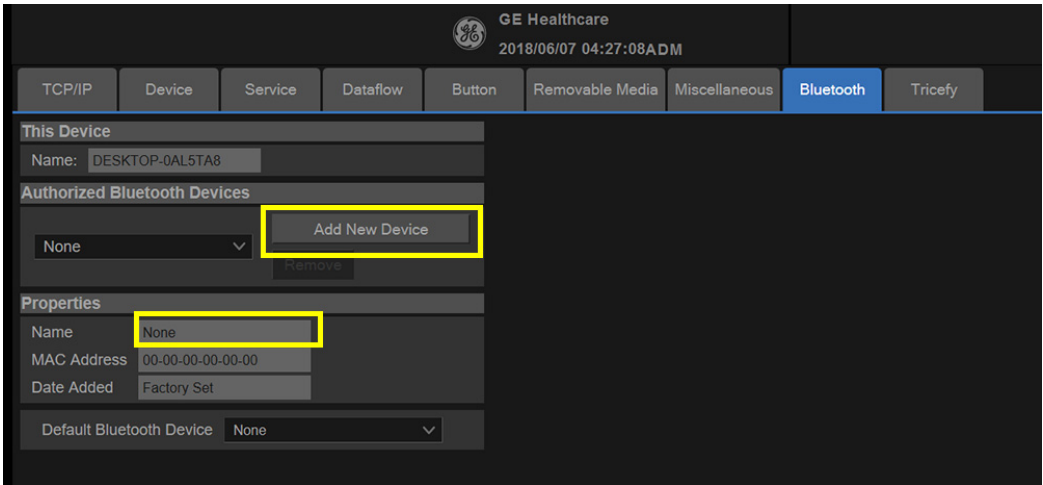 GE Healthcare
2018/06/07 04:27:08ADM
TCP/IP Device Service Dataflow Button Removable Media Miscellaneous Bluetooth Tricefy
This Device
Name: DESKTOP-0AL5TA8
Authorized Bluetooth Devices
Add New Device
None
Remove
Properties
Name None
MAC Address 00-00-00-00-00-00
Date Added Factory Set
Default Bluetooth Device None